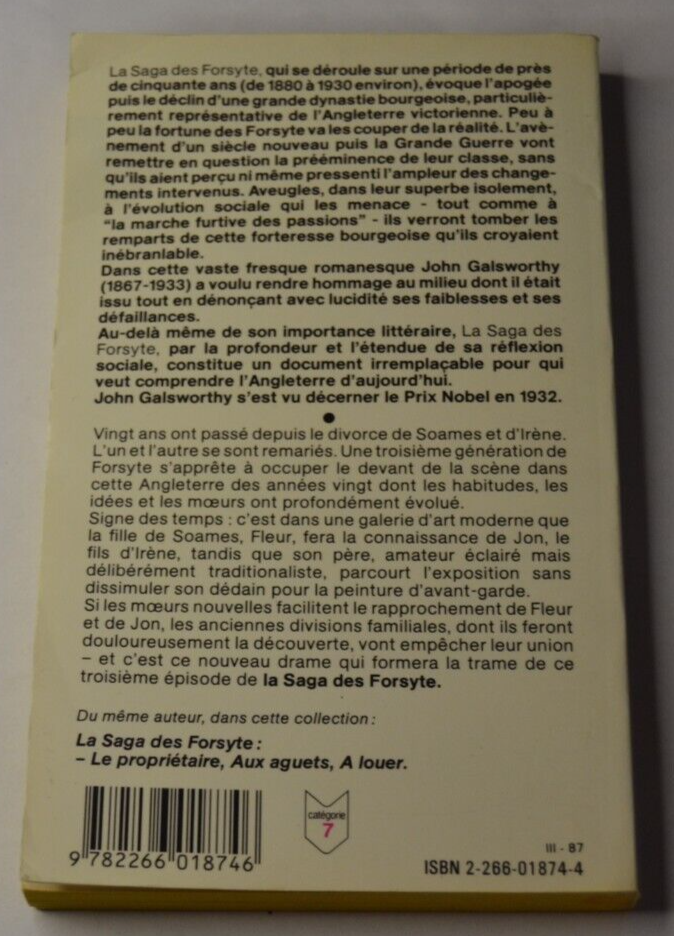 La Saga des Forsyte, qui se déroule sur une période de près
de cinquante ans (de 1880 à 1930 environ), évoque l'apogée
puis le déclin d'une grande dynastie bourgeoise, particuliè-
rement représentative de l'Angleterre victorienne. Peu à
peu la fortune des Forsyte va les couper de la réalité. L'avè-
nement d'un siècle nouveau puis la Grande Guerre vont
remettre en question la prééminence de leur classe, sans
qu'ils aient perçu ni même pressenti l'ampleur des change-
ments intervenus. Aveugles, dans leur superbe isolement,
à l'évolution sociale qui les menace - tout comme à
"la marche furtive des passions" - ils verront tomber les
remparts de cette forteresse bourgeoise qu'ils croyaient
inébranlable.
Dans cette vaste fresque romanesque John Galsworthy
(1867-1933) a voulu rendre hommage au milieu dont il était
issu tout en dénonçant avec lucidité ses faiblesses et ses
défaillances.
Au-delà même de son importance littéraire, La Saga des
Forsyte, par la profondeur et l'étendue de sa réflexion
sociale, constitue un document irremplaçable pour qui
veut comprendre l'Angleterre d'aujourd'hui.
John Galsworthy s'est vu décerner le Prix Nobel en 1932.
●
Vingt ans ont passé depuis le divorce de Soames et d'Irène.
L'un et l'autre se sont remariés. Une troisième génération de
Forsyte s'apprête à occuper le devant de la scène dans
cette Angleterre des années vingt dont les habitudes, les
idées et les mœurs ont profondément évolué.
Signe des temps : c'est dans une galerie d'art moderne que
la fille de Soames, Fleur, fera la connaissance de Jon, le
fils d'Irène, tandis que son père, amateur éclairé mais
délibérément traditionaliste, parcourt l'exposition sans
dissimuler son dédain pour la peinture d'avant-garde.
Si les mœurs nouvelles facilitent le rapprochement de Fleur
et de Jon, les anciennes divisions familiales, dont ils feront
douloureusement la découverte, vont empêcher leur union
– et c'est ce nouveau drame qui formera la trame de ce
troisième épisode de la Saga des Forsyte.
Du même auteur, dans cette collection :
La Saga des Forsyte :
– Le propriétaire, Aux aguets, A louer.
catégorie
7
9 782266 018746
III - 87
ISBN 2-266-01874-4